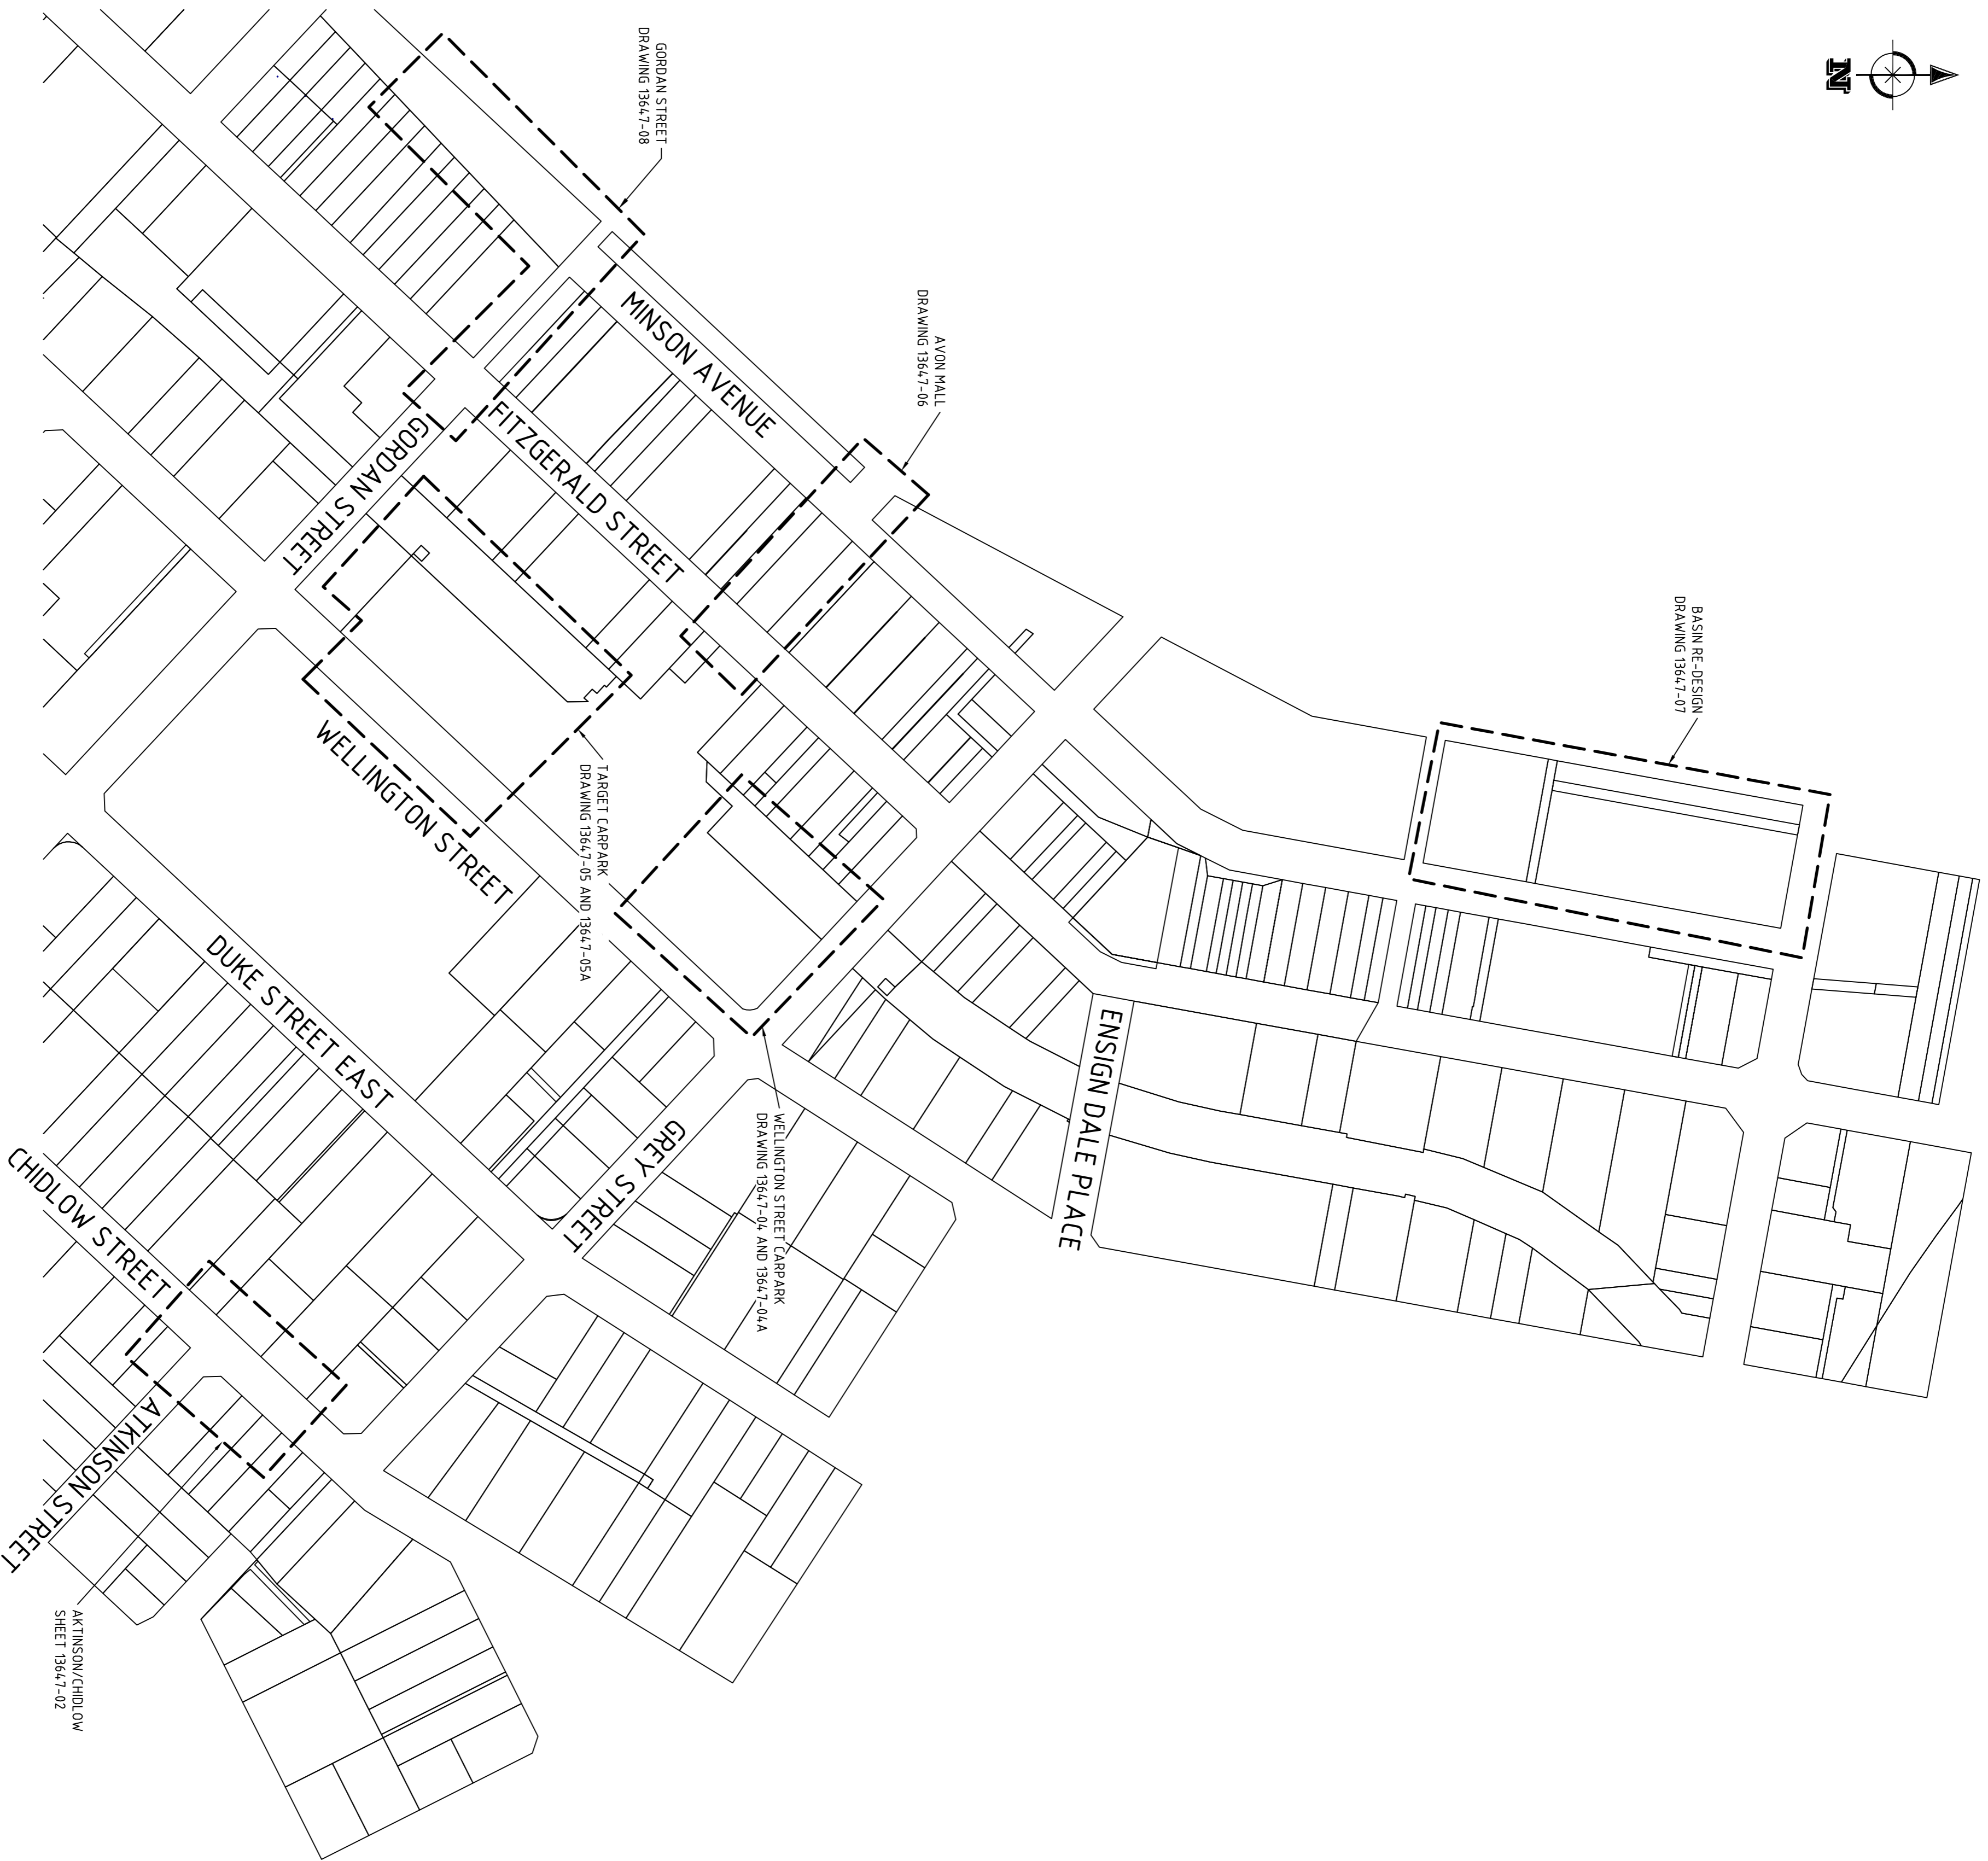 N
GORDAN STREET
DRAWING 13647-08
AVON MALL
DRAWING 13647-06
BASIN RE-DESIGN
DRAWING 13647-07
MINSON AVENUE
FITZGERALD STREET
GORDAN STREET
WELLINGTON STREET
TARGET CARPARK
DRAWING 13647-05 AND 13647-05A
DUKE STREET EAST
ENSIGN DALE PLACE
GREY STREET
WELLINGTON STREET CARPARK
DRAWING 13647-04 AND 13647-04A
CHIDLOW STREET
ATKINSON STREET
AKTINSON/CHIDLOW
SHEET 13647-02